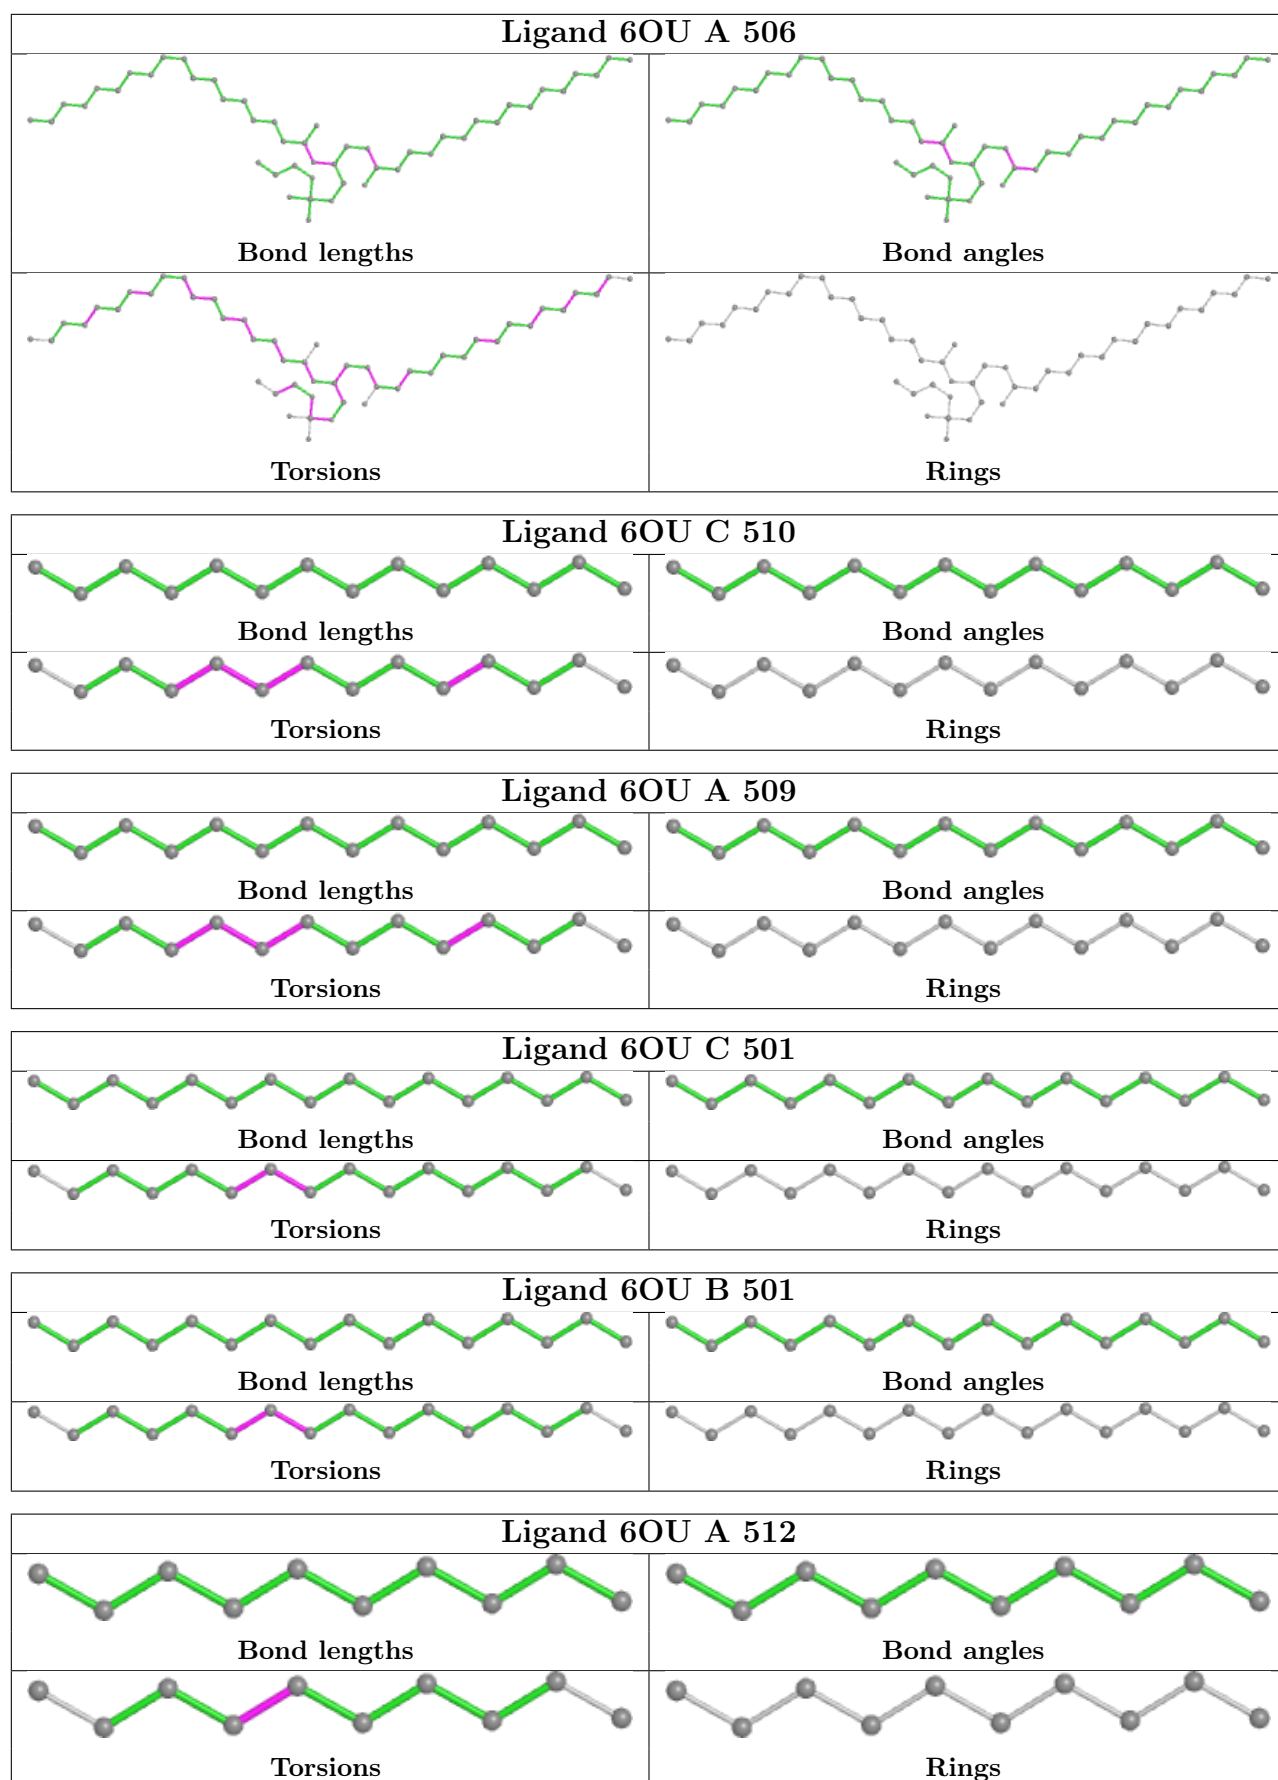 Ligand 6OU A 506
Bond lengths
Bond angles
Torsions
Rings
Ligand 6OU C 510
Bond lengths
Bond angles
Torsions
Rings
Ligand 6OU A 509
Bond lengths
Bond angles
Torsions
Rings
Ligand 6OU C 501
Bond lengths
Bond angles
Torsions
Rings
Ligand 6OU B 501
Bond lengths
Bond angles
Torsions
Rings
Ligand 6OU A 512
Bond lengths
Bond angles
Torsions
Rings